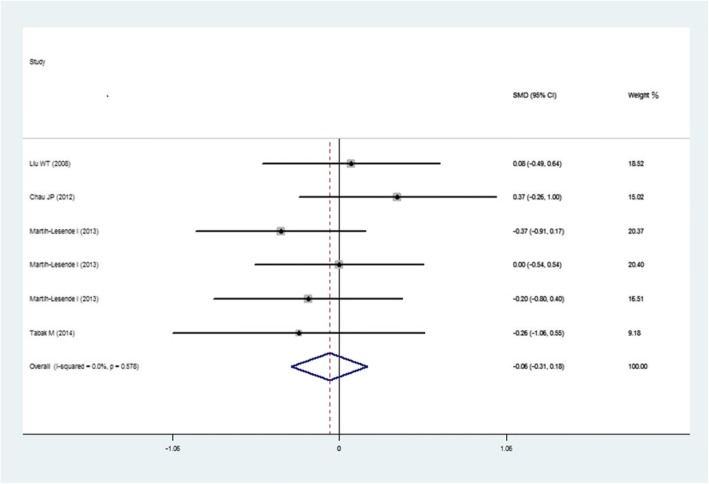 Study
SMD (95% CI) Weight %
Liu WT (2008) 0.08 (-0.49, 0.64) 18.52
Chau JP (2012) 0.37 (-0.26, 1.00) 15.02
Martin-Lesende I (2013) -0.37 (-0.91, 0.17) 20.37
Martin-Lesende I (2013) 0.00 (-0.54, 0.54) 20.40
Martin-Lesende I (2013) -0.20 (-0.80, 0.40) 16.51
Tabak M (2014) -0.26 (-1.06, 0.55) 9.18
Overall (I-squared = 0.0%, p = 0.578) -0.06 (-0.31, 0.18) 100.00
-1.06 0 1.06